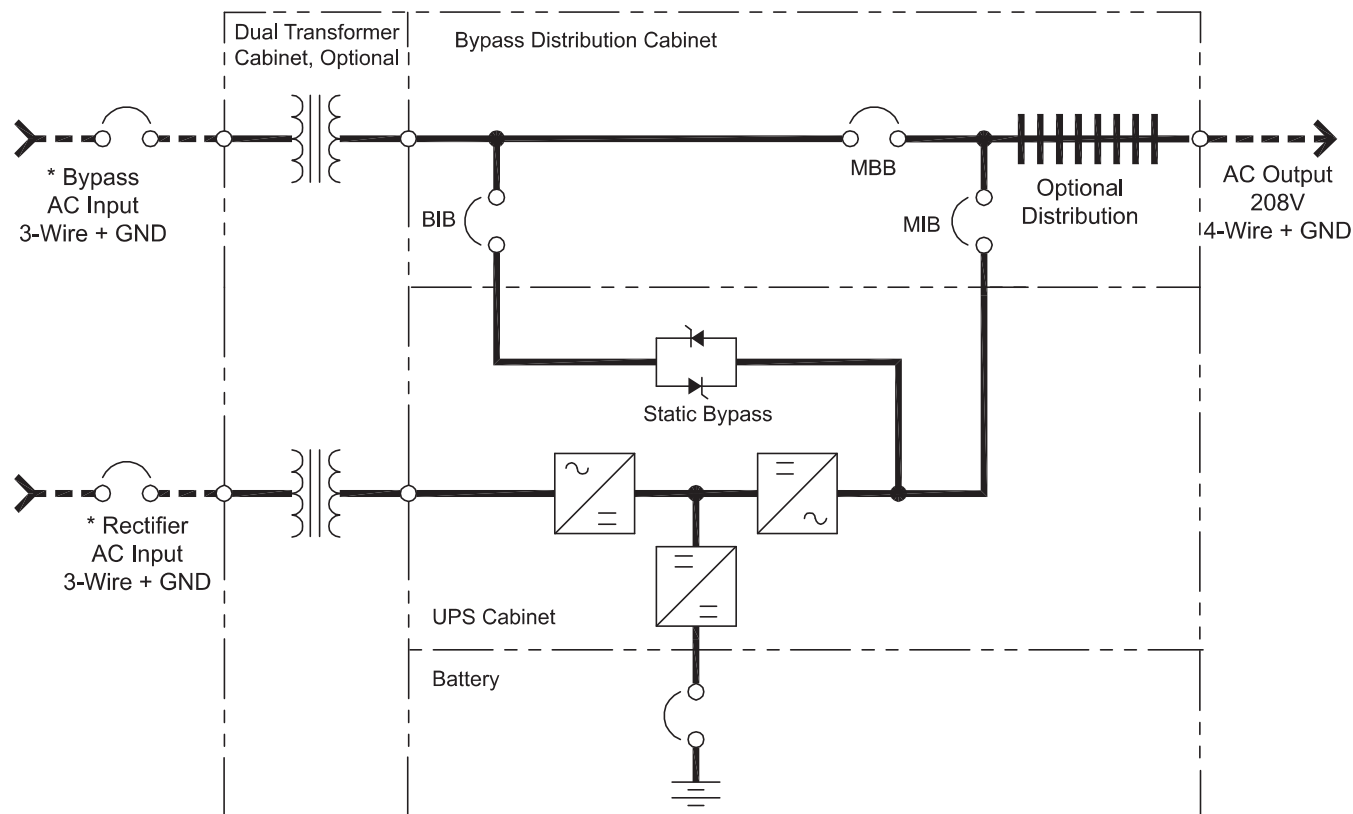 Dual Transformer
Cabinet, Optional
Bypass Distribution Cabinet
* Bypass
AC Input
3-Wire + GND
BIB
MBB
MIB
Optional
Distribution
AC Output
208V
4-Wire + GND
Static Bypass
* Rectifier
AC Input
3-Wire + GND
UPS Cabinet
Battery